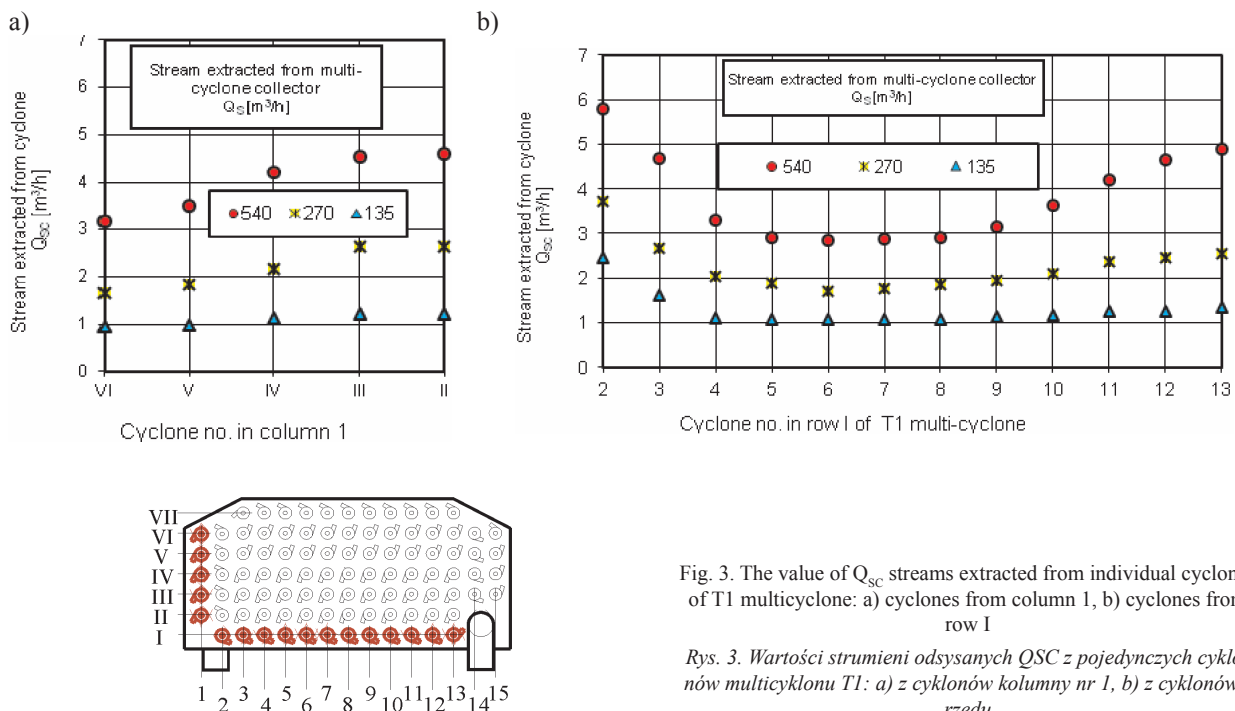 a)
7
6
5
4
3
2
1
0
Stream extracted from cyclone
QSC [m³/h]
Stream extracted from multi-
cyclone collector
QS[m³/h]
540 270 135
VI V IV III II
Cyclone no. in column 1
b)
7
6
5
4
3
2
1
0
Stream extracted from cyclone
QSC [m³/h]
Stream extracted from multi-cyclone collector
QS[m³/h]
540 270 135
2 3 4 5 6 7 8 9 10 11 12 13
Cyclone no. in row I of T1 multi-cyclone
VII
VI
V
IV
III
II
I
1 3 5 7 9 11 13 15
2 4 6 8 10 12 14
Fig. 3. The value of QSC streams extracted from individual cyclon
of T1 multicyclone: a) cyclones from column 1, b) cyclones from
row I
Rys. 3. Wartości strumieni odsysanych QSC z pojedynczych cyklo
nów multicyklonu T1: a) z cyklonów kolumny nr 1, b) z cyklonów